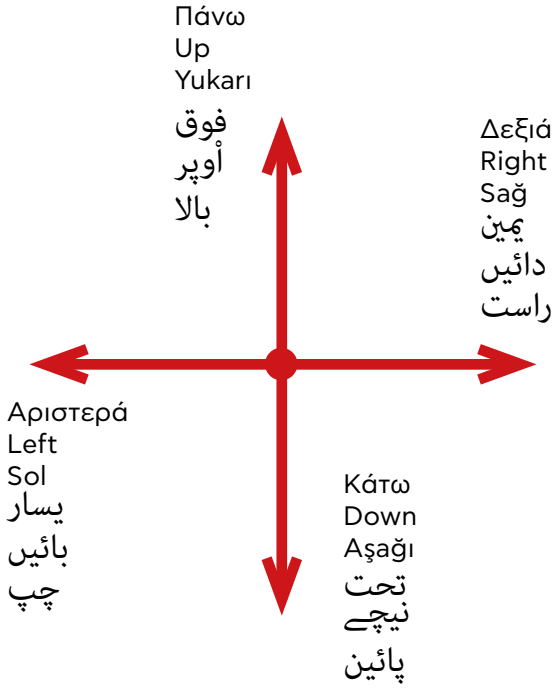 Πάνω
Up
Yukarı
فوق
اُوپر
بالا
Δεξιά
Right
Sağ
يمين
دائیں
راست
Αριστερά
Left
Sol
يسار
بائیں
چپ
Κάτω
Down
Aşağı
تحت
نیچے
پائین